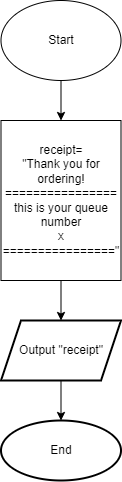 Start
receipt=
"Thank you for
ordering!
================
this is your queue
number
x
================"
Output "receipt"
End